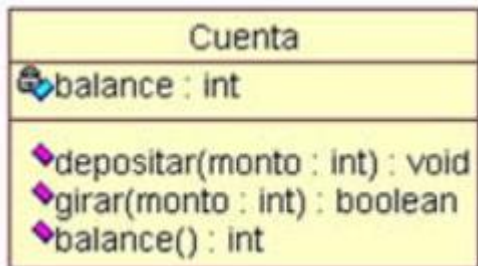 Cuenta
balance : int
depositar(monto : int) : void
girar(monto : int) : boolean
balance() : int